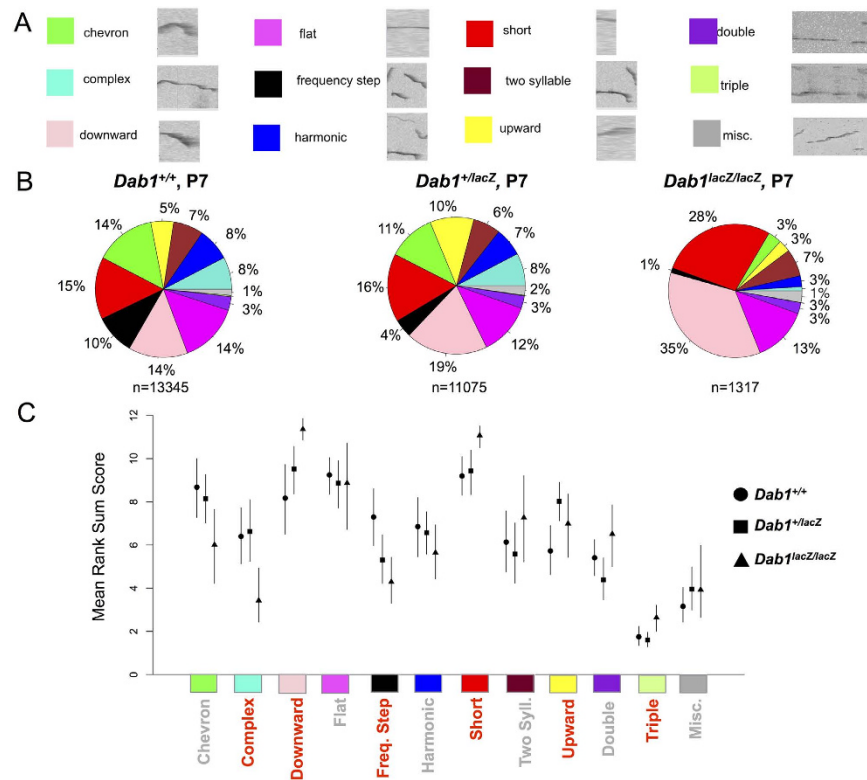 A
chevron
flat
short
double
complex
frequency step
two syllable
triple
downward
harmonic
upward
misc.
B
Dab1+/+, P7
Dab1+/lacZ, P7
Dab1lacZ/lacZ, P7
14%
5%
7%
8%
8%
1%
3%
14%
14%
10%
15%
n=13345
11%
10%
6%
7%
8%
2%
3%
12%
19%
4%
16%
n=11075
28%
3%
3%
7%
3%
1%
3%
3%
13%
35%
1%
n=1317
C
Mean Rank Sum Score
12
10
8
6
4
2
0
Dab1+/+
Dab1+/lacZ
Dab1lacZ/lacZ
Chevron
Complex
Downward
Flat
Freq. Step
Harmonic
Short
Two Syll.
Upward
Double
Triple
Misc.